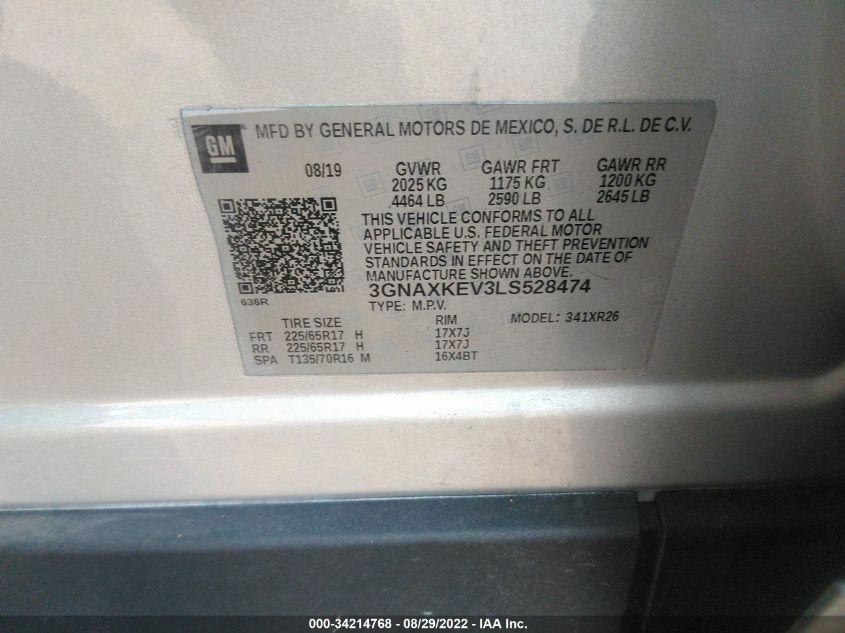 GM
MFD BY GENERAL MOTORS DE MEXICO, S. DE R.L. DE C.V.
08/19 GVWR GAWR FRT GAWR RR
2025 KG 1175 KG 1200 KG
4464 LB 2590 LB 2645 LB
THIS VEHICLE CONFORMS TO ALL
APPLICABLE U.S. FEDERAL MOTOR
VEHICLE SAFETY AND THEFT PREVENTION
STANDARDS IN EFFECT ON THE DATE OF
MANUFACTURE SHOWN ABOVE.
3GNAXKEV3LS528474
636R
TYPE: M.P.V. MODEL: 341XR26
TIRE SIZE RIM
FRT 225/65R17 H 17X7J
RR 225/65R17 H 17X7J
SPA T135/70R16 M 16X4BT
000-34214768 - 08/29/2022 - IAA Inc.